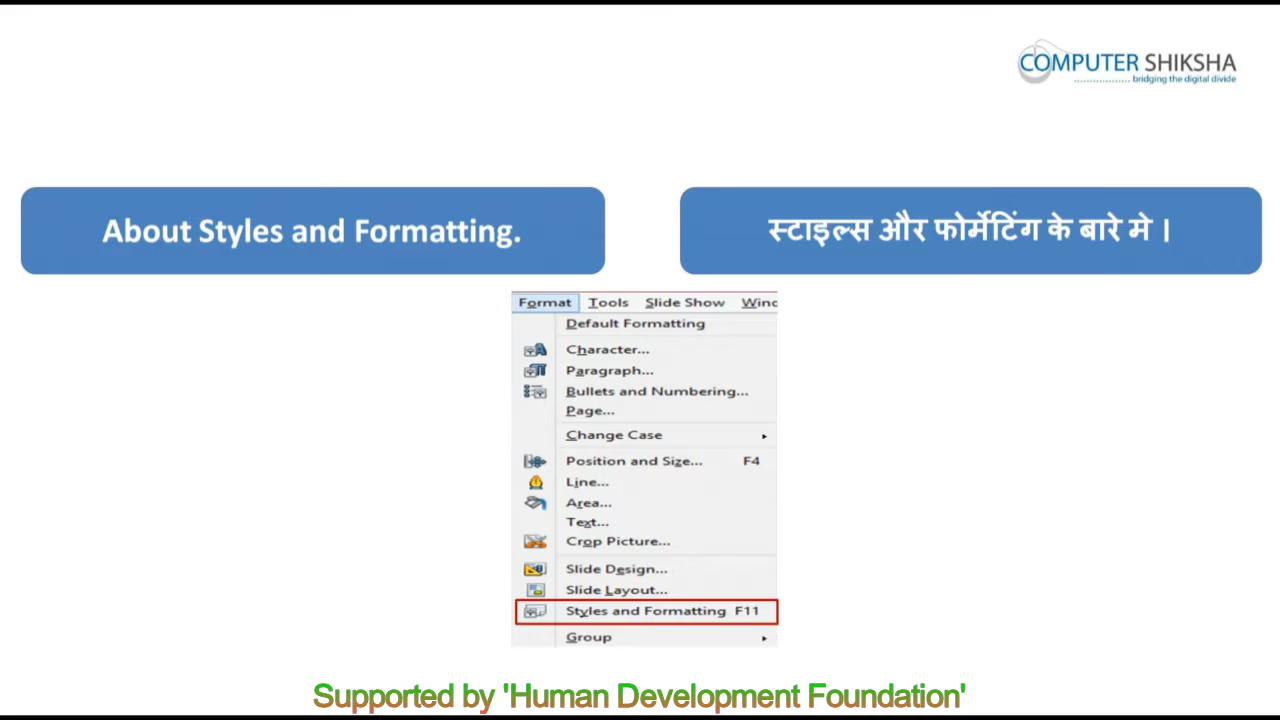 COMPUTER SHIKSHA
bridging the digital divide
About Styles and Formatting.
स्टाइल्स और फोर्मेटिंग के बारे मे ।
Format Tools Slide Show Winc
Default Formatting
Character...
Paragraph...
Bullets and Numbering...
Page...
Change Case
Position and Size... F4
Line...
Area...
Text...
Crop Picture...
Slide Design...
Slide Layout...
Styles and Formatting F11
Group
Supported by 'Human Development Foundation'